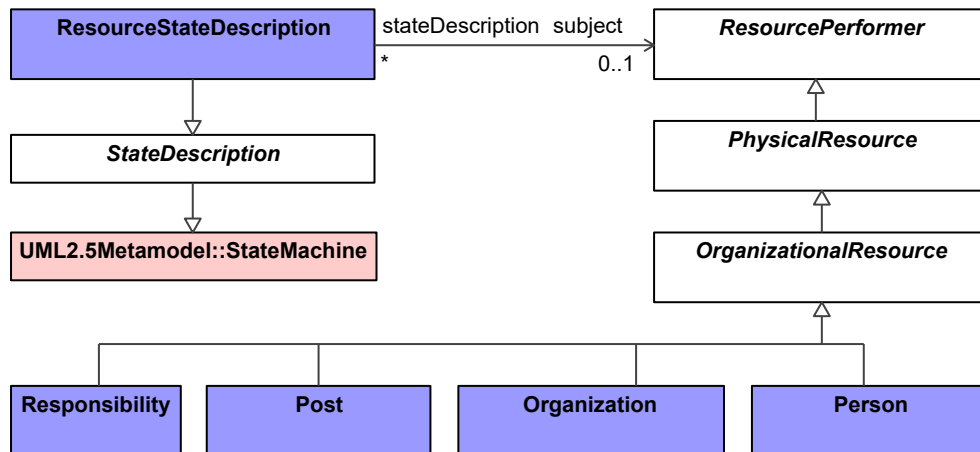 ResourceStateDescription
stateDescription subject
ResourcePerformer
* 0..1
StateDescription
PhysicalResource
UML2.5Metamodel::StateMachine
OrganizationalResource
Responsibility
Post
Organization
Person